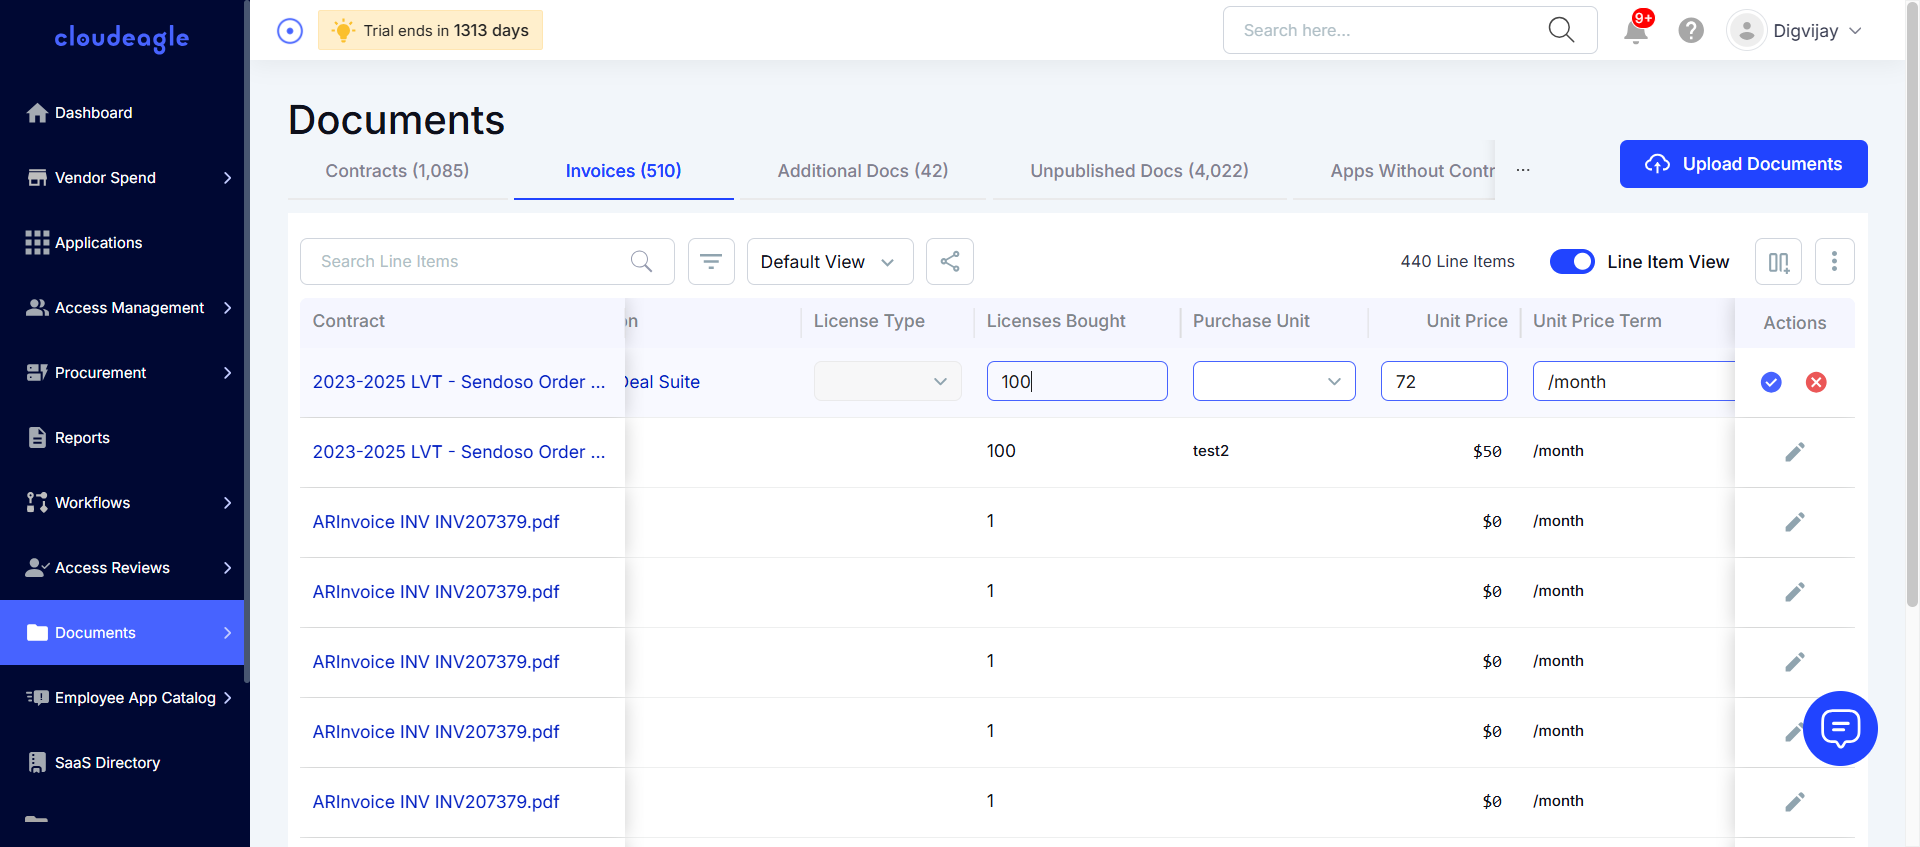 cloudeagle
Dashboard
Vendor Spend
Applications
Access Management
Procurement
Reports
Workflows
Access Reviews
Documents
Employee App Catalog
SaaS Directory
Trial ends in 1313 days
Search here...
9+
Digvijay
Documents
Contracts (1,085)
Invoices (510)
Additional Docs (42)
Unpublished Docs (4,022)
Apps Without Contr
...
Upload Documents
Search Line Items
Default View
440 Line Items
Line Item View
Contract
License Type
Licenses Bought
Purchase Unit
Unit Price
Unit Price Term
Actions
2023-2025 LVT - Sendoso Order ...
Deal Suite
100
72
/month
2023-2025 LVT - Sendoso Order ...
100
test2
$50
/month
ARInvoice INV INV207379.pdf
1
$0
/month
ARInvoice INV INV207379.pdf
1
$0
/month
ARInvoice INV INV207379.pdf
1
$0
/month
ARInvoice INV INV207379.pdf
1
$0
/month
ARInvoice INV INV207379.pdf
1
$0
/month